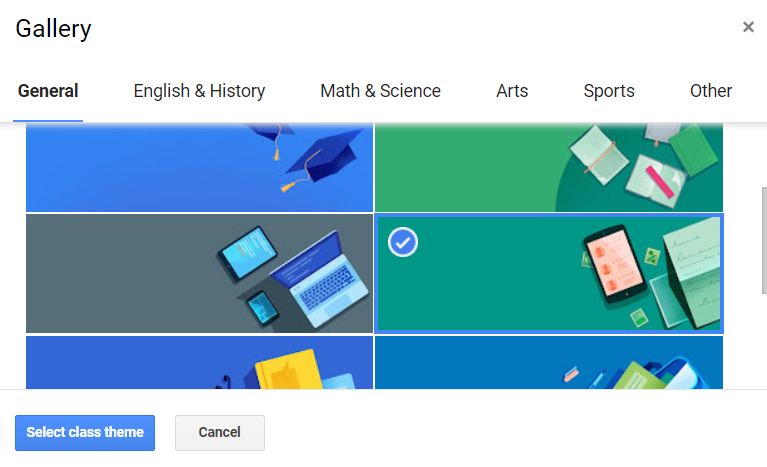 Gallery
General English & History Math & Science Arts Sports Other
Select class theme Cancel